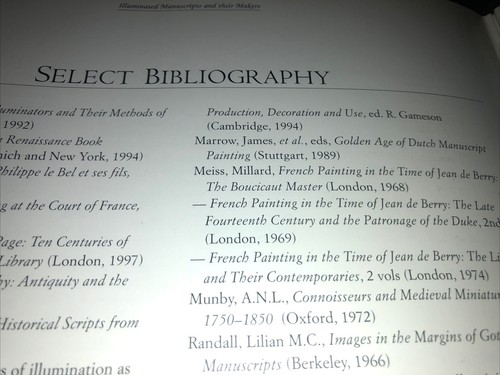 Illuminated Manuscripts and their Makers
SELECT BIBLIOGRAPHY
and Their Methods of
1992)
Renaissance Book
and New York, 1994)
Philippe le Bel et ses fils,
at the Court of France,
Page: Ten Centuries of
Library (London, 1997)
Antiquity and the
Historical Scripts from
of illumination as
Production, Decoration and Use, ed. R. Gameson
(Cambridge, 1994)
Marrow, James, et al., eds, Golden Age of Dutch Manuscript
Painting (Stuttgart, 1989)
Meiss, Millard, French Painting in the Time of Jean de Berry:
The Boucicaut Master (London, 1968)
— French Painting in the Time of Jean de Berry: The Late
Fourteenth Century and the Patronage of the Duke, 2nd
(London, 1969)
— French Painting in the Time of Jean de Berry: The
and Their Contemporaries, 2 vols (London, 1974)
Munby, A.N.L., Connoisseurs and Medieval
1750–1850 (Oxford, 1972)
Randall, Lilian M.C., Images in the Margins of
Manuscripts (Berkeley, 1966)